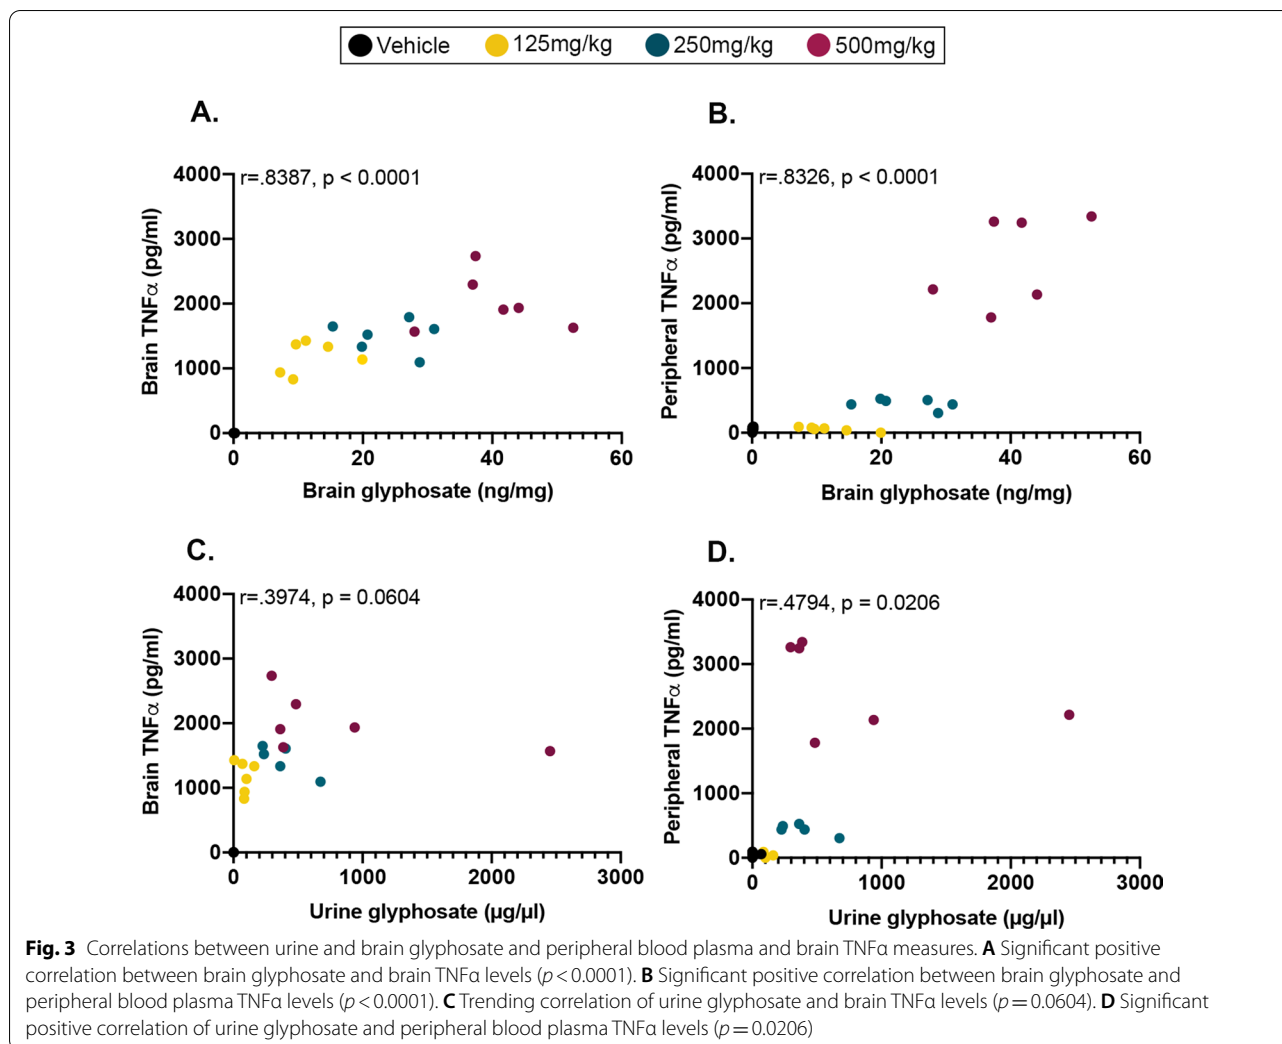 Vehicle 125mg/kg 250mg/kg 500mg/kg
A.
r=.8387, p < 0.0001
4000
3000
2000
1000
0
Brain TNFα (pg/ml)
0 20 40 60
Brain glyphosate (ng/mg)
B.
r=.8326, p < 0.0001
4000
3000
2000
1000
0
Peripheral TNFα (pg/ml)
0 20 40 60
Brain glyphosate (ng/mg)
C.
r=.3974, p = 0.0604
4000
3000
2000
1000
0
Brain TNFα (pg/ml)
0 1000 2000 3000
Urine glyphosate (µg/µl)
D.
r=.4794, p = 0.0206
4000
3000
2000
1000
0
Peripheral TNFα (pg/ml)
0 1000 2000 3000
Urine glyphosate (µg/µl)
Fig. 3 Correlations between urine and brain glyphosate and peripheral blood plasma and brain TNFα measures. A Significant positive
correlation between brain glyphosate and brain TNFα levels (p < 0.0001). B Significant positive correlation between brain glyphosate and
peripheral blood plasma TNFα levels (p < 0.0001). C Trending correlation of urine glyphosate and brain TNFα levels (p = 0.0604). D Significant
positive correlation of urine glyphosate and peripheral blood plasma TNFα levels (p = 0.0206)